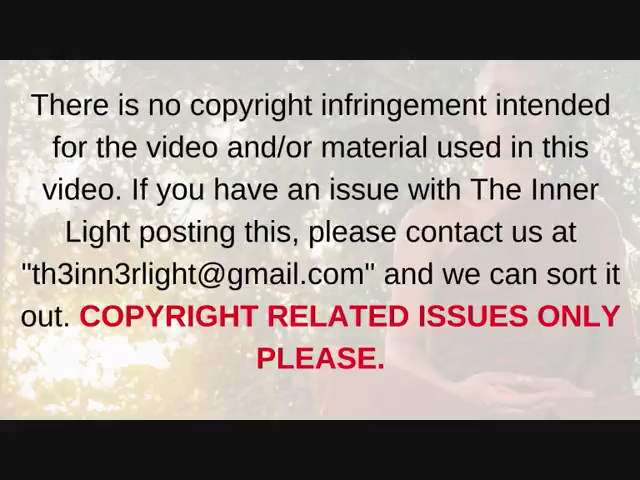 There is no copyright infringement intended
for the video and/or material used in this
video. If you have an issue with The Inner
Light posting this, please contact us at
"th3inn3rlight@gmail.com" and we can sort it
out. COPYRIGHT RELATED ISSUES ONLY
PLEASE.